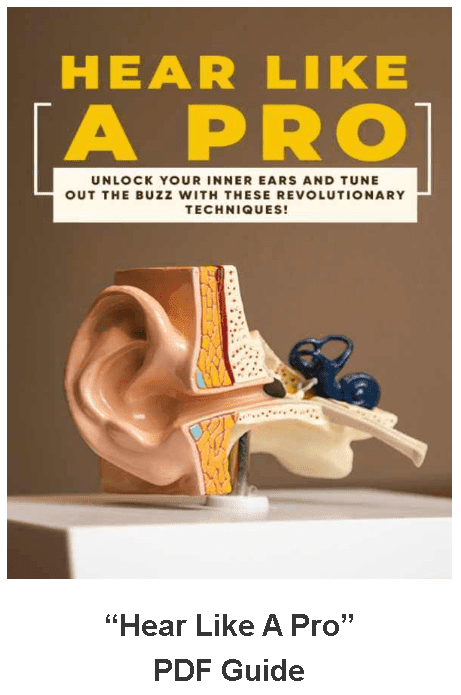 HEAR LIKE
A PRO
UNLOCK YOUR INNER EARS AND TUNE
OUT THE BUZZ WITH THESE REVOLUTIONARY
TECHNIQUES!
“Hear Like A Pro”
PDF Guide